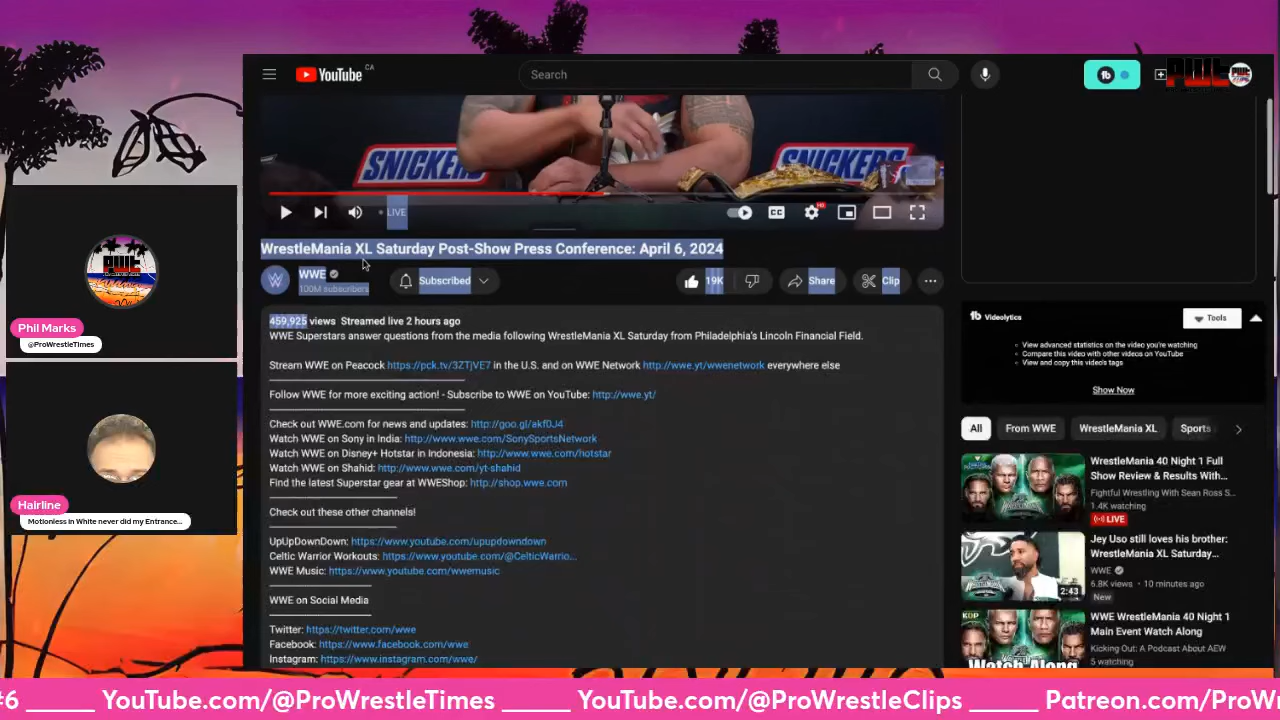 YouTube CA
Search
PWT
SNICKERS
SNICKERS
LIVE
CC
HD
WrestleMania XL Saturday Post-Show Press Conference: April 6, 2024
WWE
100M subscribers
Subscribed
19K
Share
Clip
459,925 views Streamed live 2 hours ago
WWE Superstars answer questions from the media following WrestleMania XL Saturday from Philadelphia's Lincoln Financial Field.
Stream WWE on Peacock https://pck.tv/3ZTjVE7 in the U.S. and on WWE Network http://wwe.yt/wwenetwork everywhere else
Follow WWE for more exciting action! - Subscribe to WWE on YouTube: http://wwe.yt/
Check out WWE.com for news and updates: http://goo.gl/akf0J4
Watch WWE on Sony in India: http://www.wwe.com/SonySportsNetwork
Watch WWE on Disney+ Hotstar in Indonesia: http://www.wwe.com/hotstar
Watch WWE on Shahid: http://www.wwe.com/yt-shahid
Find the latest Superstar gear at WWEShop: http://shop.wwe.com
Check out these other channels!
UpUpDownDown: https://www.youtube.com/upupdowndown
Celtic Warrior Workouts: https://www.youtube.com/@CelticWarrio...
WWE Music: https://www.youtube.com/wwemusic
WWE on Social Media
Twitter: https://twitter.com/wwe
Facebook: https://www.facebook.com/wwe
Instagram: https://www.instagram.com/wwe/
Videolytics
Tools
View advanced statistics on the video you're watching
Compare this video with other videos on YouTube
View and copy this video's tags
Show Now
All
From WWE
WrestleMania XL
Sports
WrestleMania 40 Night 1 Full
Show Review & Results With...
Fightful Wrestling With Sean Ross S...
1.4K watching
LIVE
Jey Uso still loves his brother:
WrestleMania XL Saturday...
WWE
6.8K views • 10 minutes ago
New
2:43
WWE WrestleMania 40 Night 1
Main Event Watch Along
Kicking Out: A Podcast About AEW
5 watching
Watch Along
PWT
Phil Marks
@ProWrestleTimes
Hairline
Motionless in White never did my Entrance...
#6 ______ YouTube.com/@ProWrestleTimes ______ YouTube.com/@ProWrestleClips ______ Patreon.com/ProW